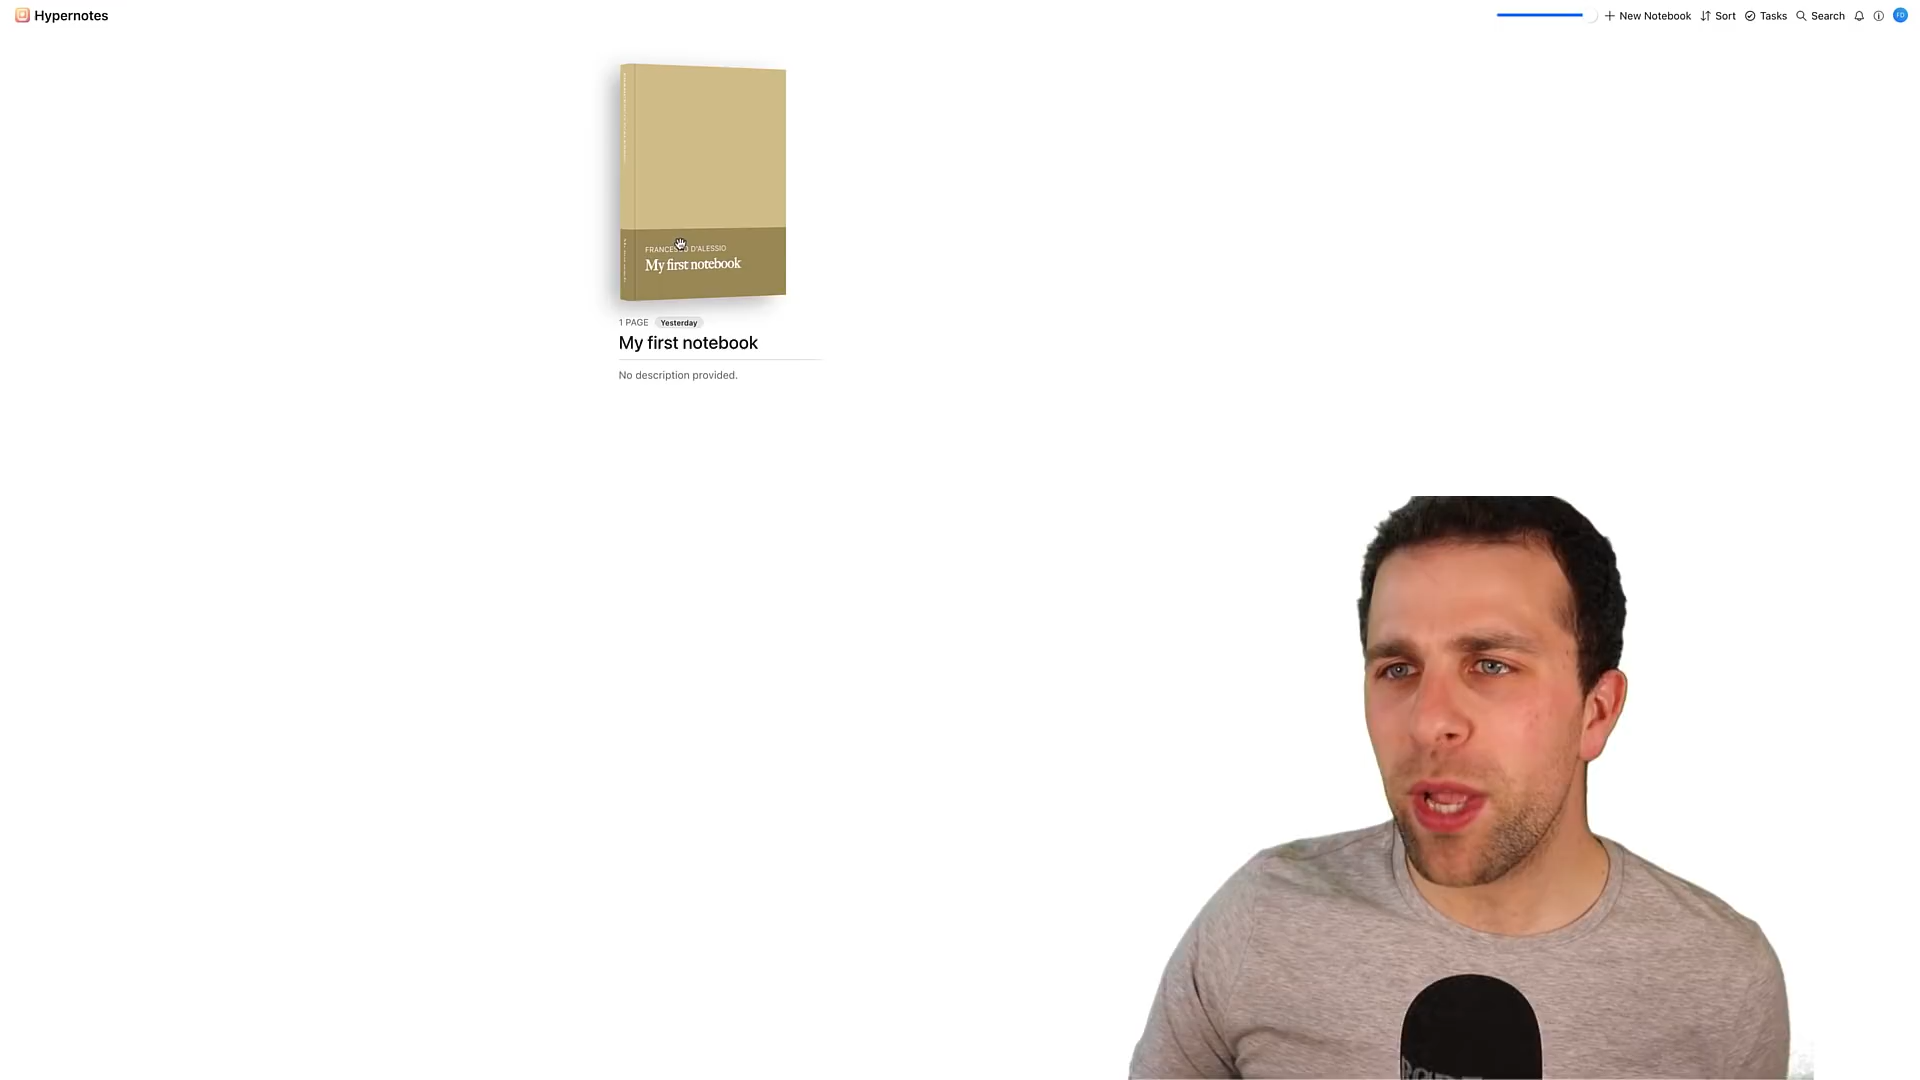 Hypernotes
New Notebook Sort Tasks Search FD
D'ALESSIO
My first notebook
1 PAGE Yesterday
My first notebook
No description provided.